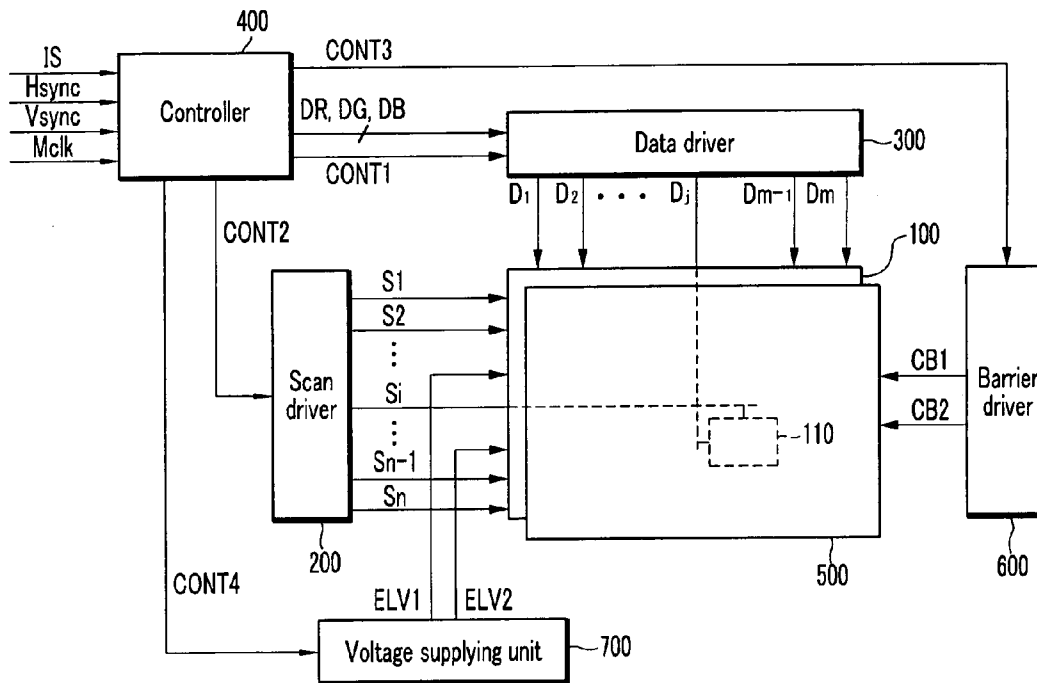 400
CONT3
IS
Hsync
Vsync
Mclk
Controller
DR, DG, DB
CONT1
Data driver
300
D1 D2 • • • Dj Dm-1 Dm
100
CONT2
S1
S2
Scan driver
Si
Sn-1
Sn
200
110
CB1
CB2
Barrier driver
500
600
CONT4
ELV1 ELV2
Voltage supplying unit
700